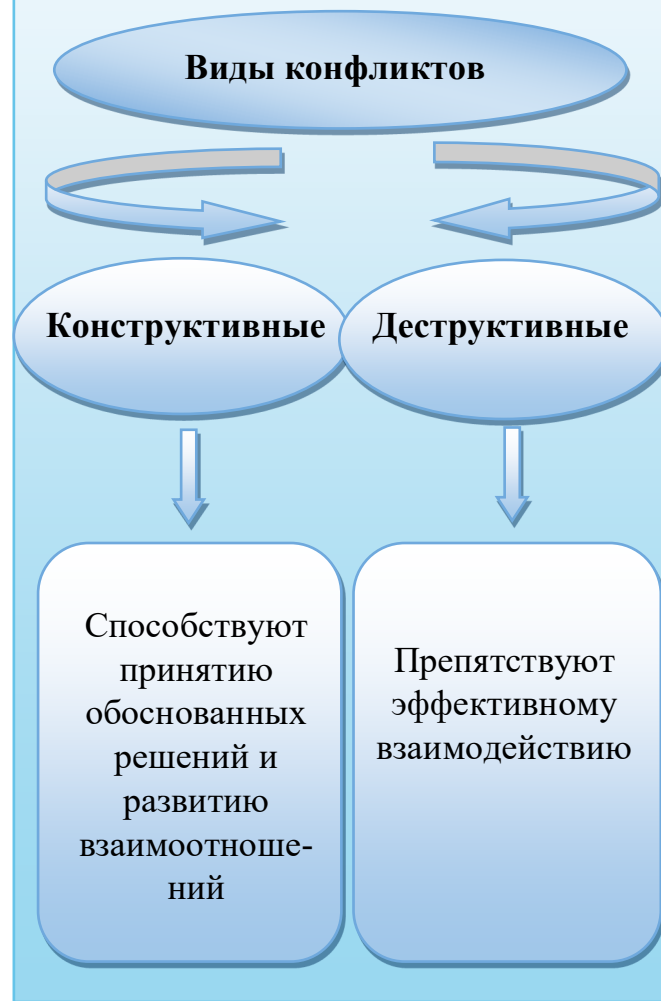 Виды конфликтов
Конструктивные
Деструктивные
Способствуют
принятию
обоснованных
решений и
развитию
взаимоотноше-
ний
Препятствуют
эффективному
взаимодействию